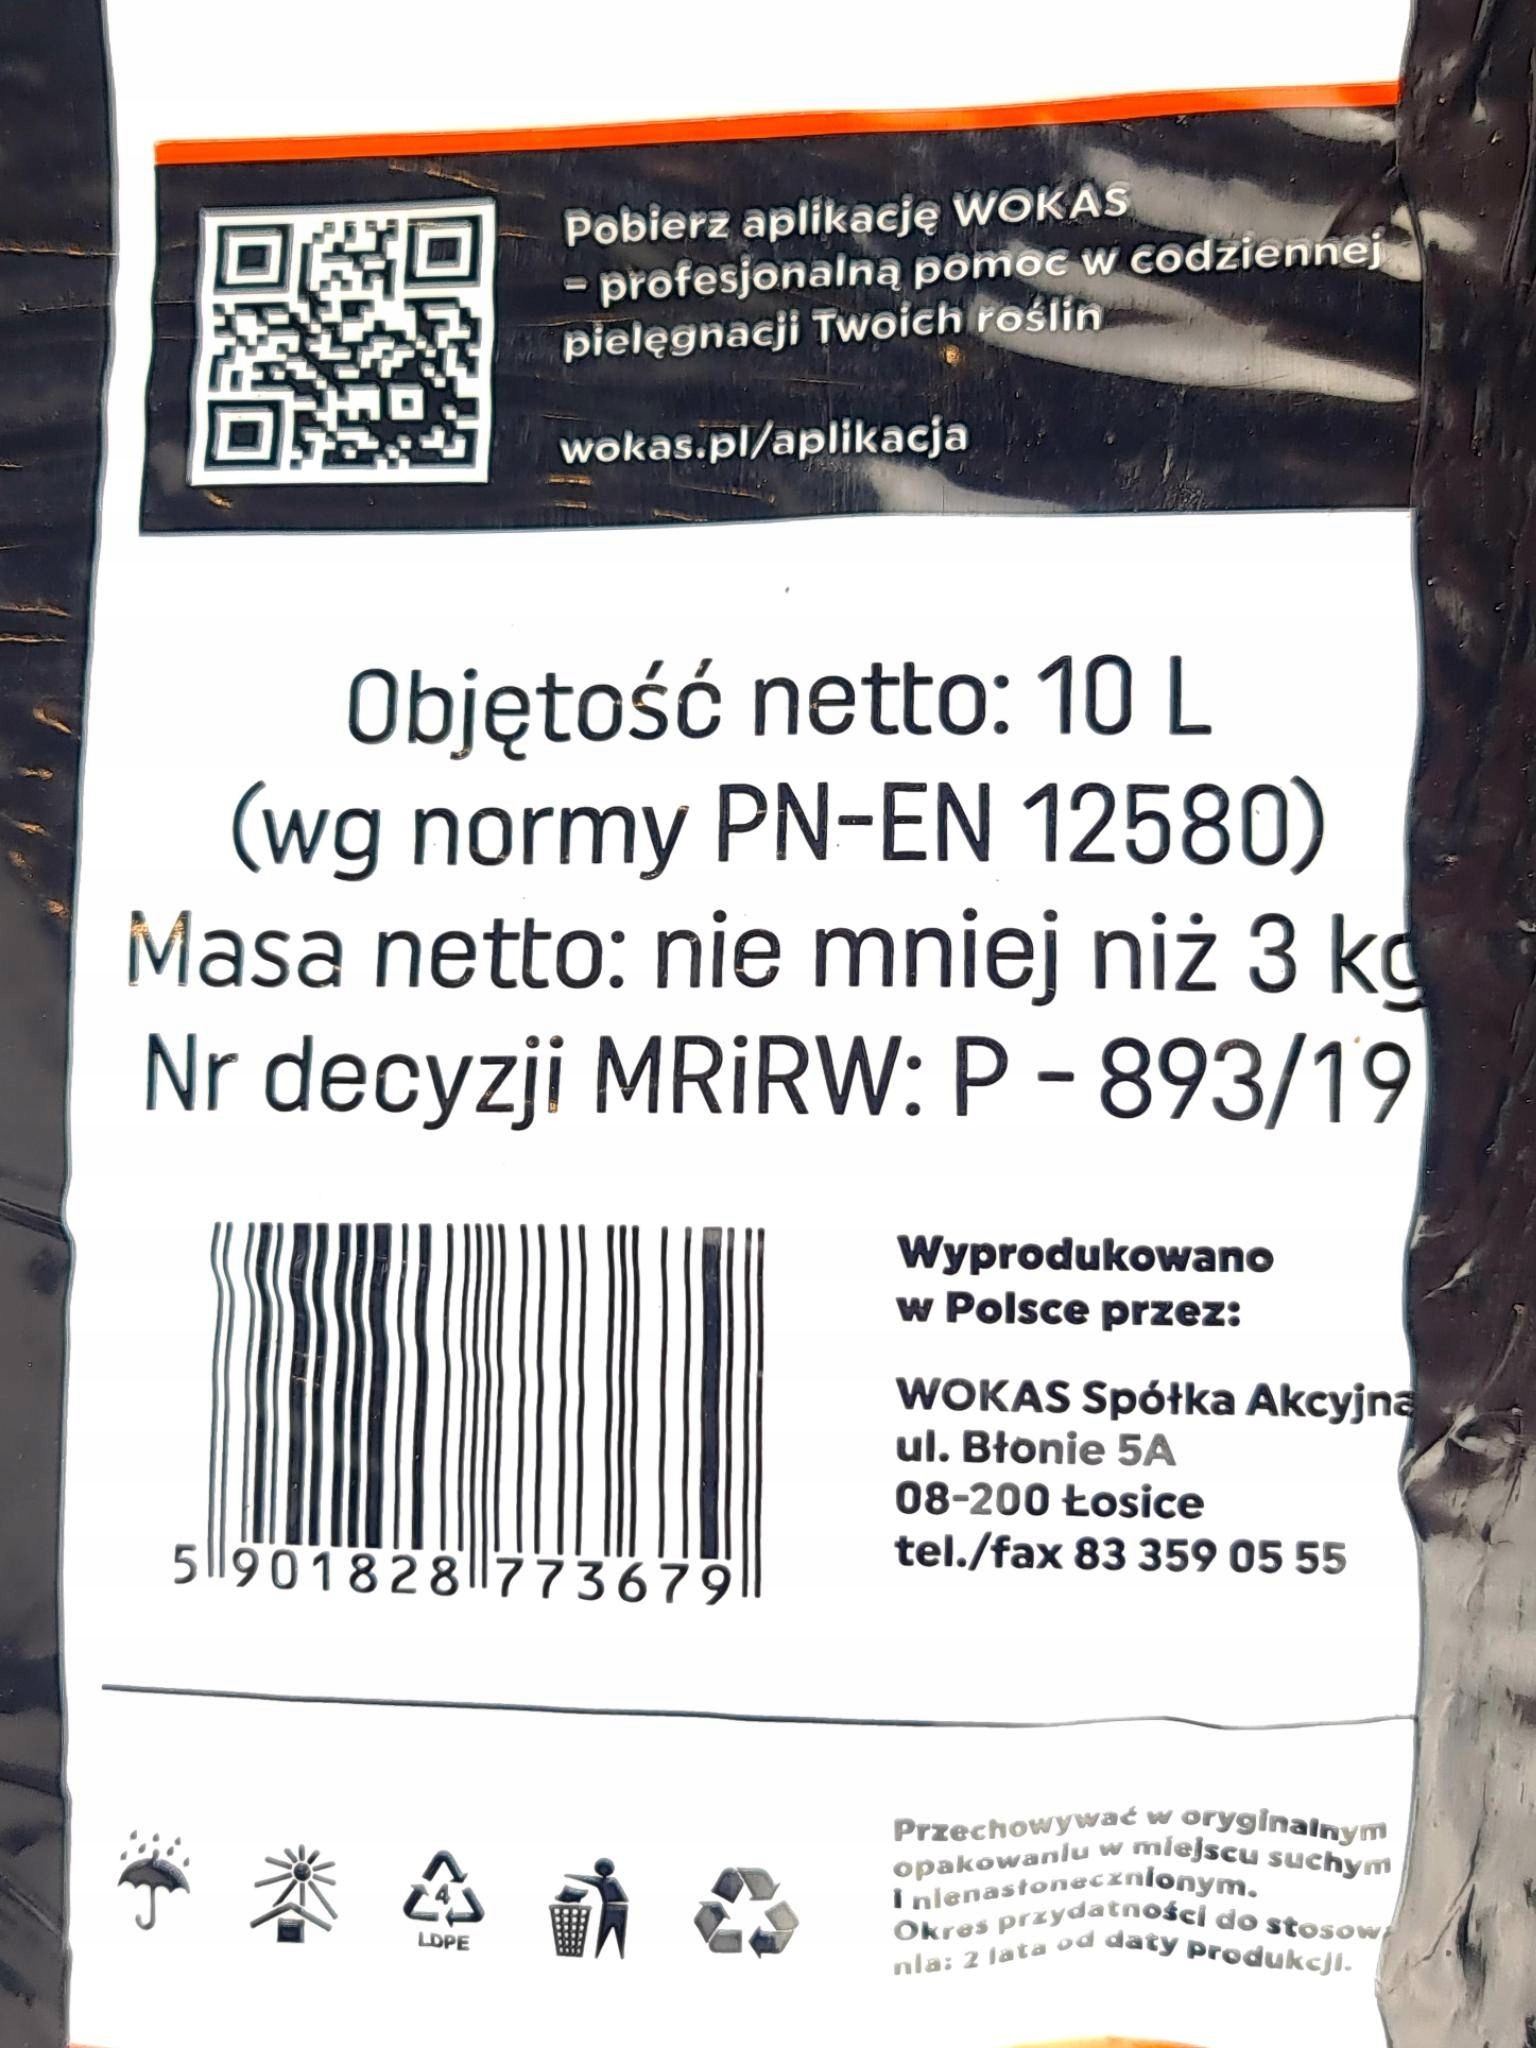 Pobierz aplikację WOKAS
– profesjonalną pomoc w codziennej
pielęgnacji Twoich roślin
wokas.pl/aplikacja
Objętość netto: 10 L
(wg normy PN-EN 12580)
Masa netto: nie mniej niż 3 kg
Nr decyzji MRiRW: P - 893/19
5 901828 773679
Wyprodukowano
w Polsce przez:
WOKAS Spółka Akcyjna
ul. Błonie 5A
08-200 Łosice
tel./fax 83 359 05 55
4
LDPE
Przechowywać w oryginalnym
opakowaniu w miejscu suchym
i nienasłonecznionym.
Okres przydatności do stosow
nia: 2 lata od daty produkcji.